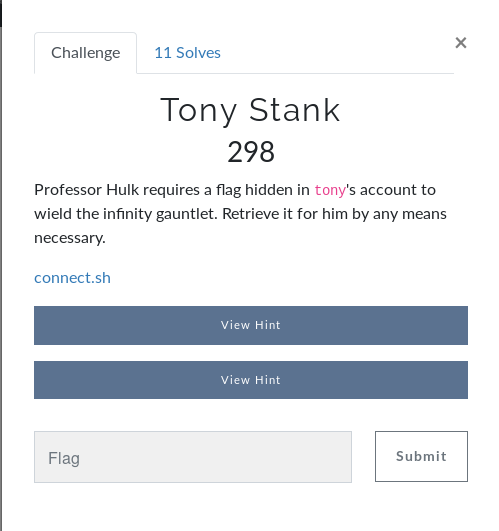 Challenge
11 Solves
×
Tony Stank
298
Professor Hulk requires a flag hidden in tony's account to
wield the infinity gauntlet. Retrieve it for him by any means
necessary.
connect.sh
View Hint
View Hint
Flag
Submit